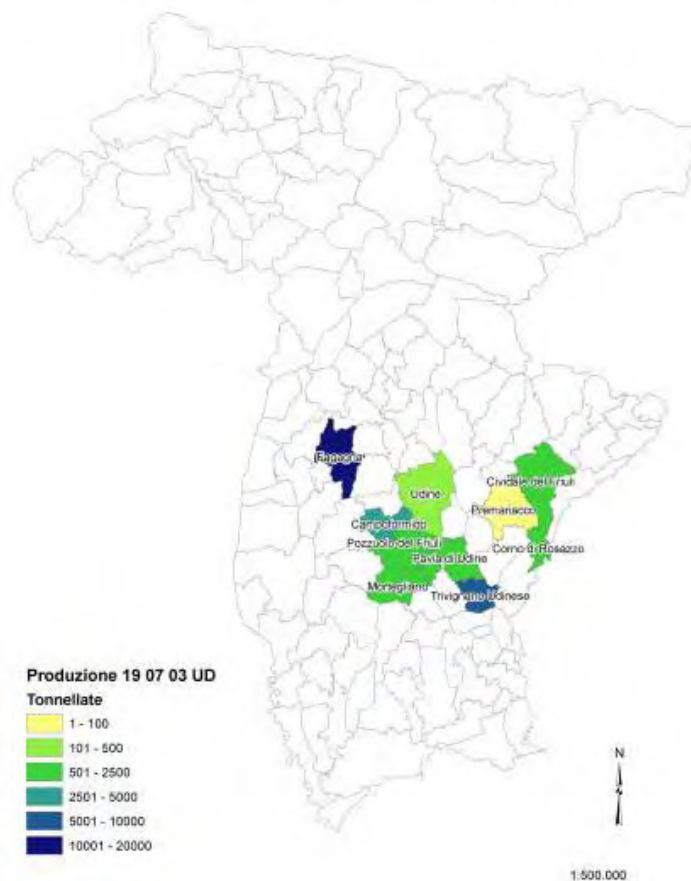 Fagagna
Cividale del Friuli
Udine
Premariacco
Campoformido
Pozzuolo del Friuli
Corno di Rosazzo
Pavia di Udine
Mortegliano
Trivignano Udinese
Produzione 19 07 03 UD
Tonnellate
1 - 100
101 - 500
501 - 2500
2501 - 5000
5001 - 10000
10001 - 20000
N
1:500.000